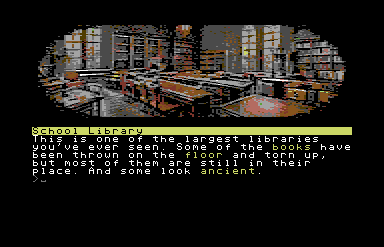 School Library
This is one of the largest libraries
you've ever seen. Some of the books have
been thrown on the floor and torn up,
but most of them are still in their
place. And some look ancient.
>